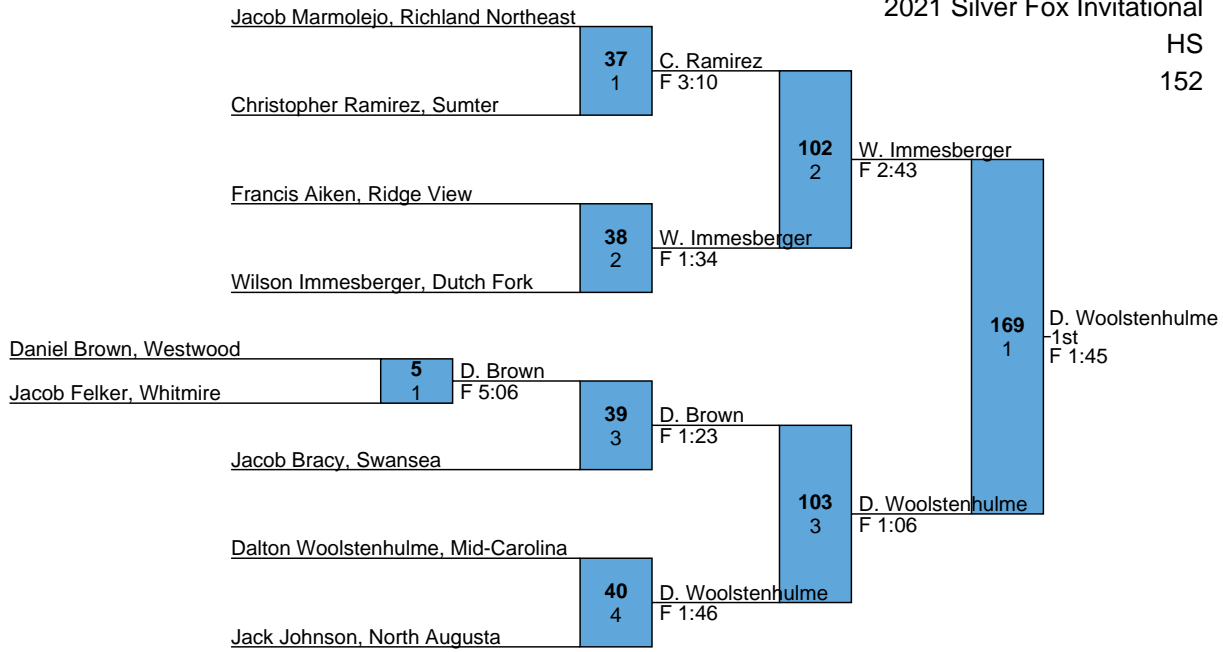 2021 Silver Fox Invitational
HS
152
Jacob Marmolejo, Richland Northeast
37
1
C. Ramirez
F 3:10
Christopher Ramirez, Sumter
102
2
W. Immesberger
F 2:43
Francis Aiken, Ridge View
38
2
W. Immesberger
F 1:34
Wilson Immesberger, Dutch Fork
169
1
D. Woolstenhulme
1st
F 1:45
Daniel Brown, Westwood
5
1
D. Brown
F 5:06
Jacob Felker, Whitmire
39
3
D. Brown
F 1:23
Jacob Bracy, Swansea
103
3
D. Woolstenhulme
F 1:06
Dalton Woolstenhulme, Mid-Carolina
40
4
D. Woolstenhulme
F 1:46
Jack Johnson, North Augusta